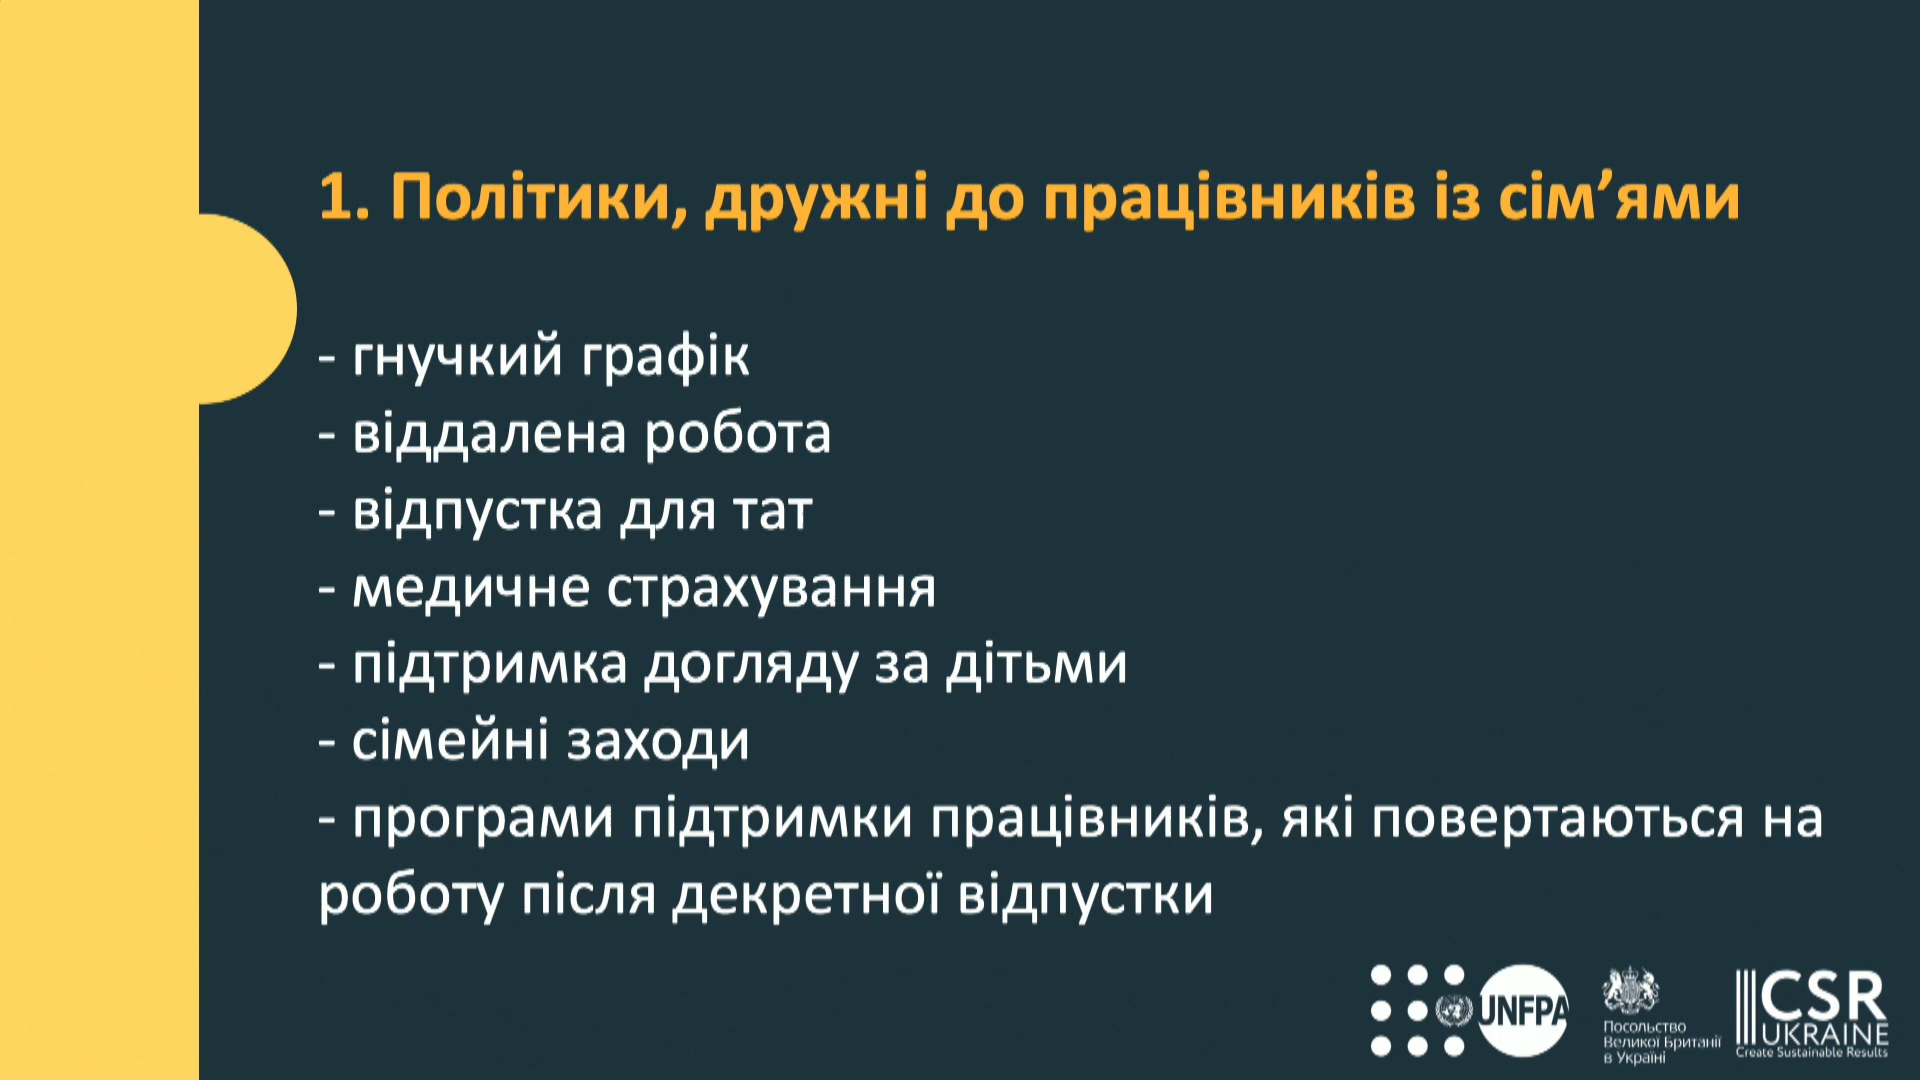 1. Політики, дружні до працівників із сім’ями
- гнучкий графік
- віддалена робота
- відпустка для тат
- медичне страхування
- підтримка догляду за дітьми
- сімейні заходи
- програми підтримки працівників, які повертаються на
роботу після декретної відпустки
UNFPA
Посольство
Великої Британії
в Україні
CSR
UKRAINE
Create Sustainable Results